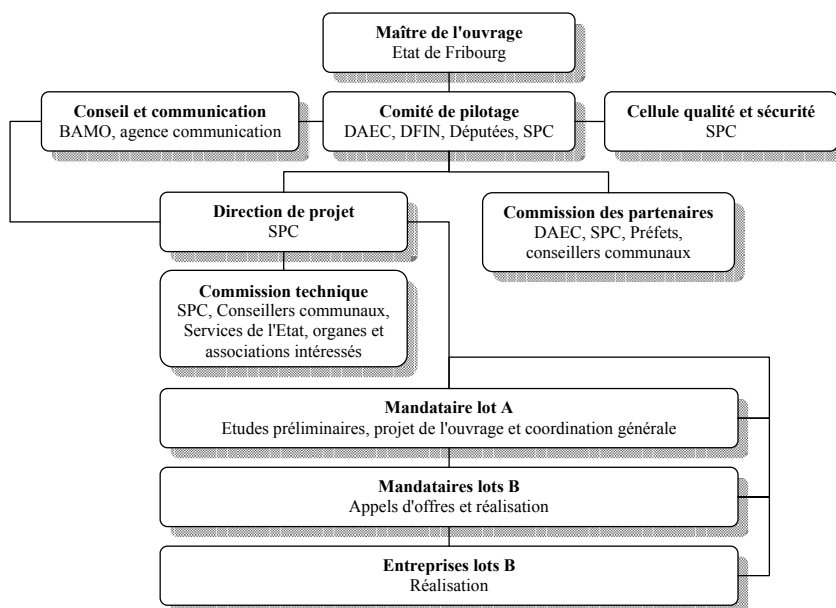 Maître de l'ouvrage
Etat de Fribourg
Conseil et communication
BAMO, agence communication
Comité de pilotage
DAEC, DFIN, Députées, SPC
Cellule qualité et sécurité
SPC
Direction de projet
SPC
Commission des partenaires
DAEC, SPC, Préfets,
conseillers communaux
Commission technique
SPC, Conseillers communaux,
Services de l'Etat, organes et
associations intéressés
Mandataire lot A
Etudes préliminaires, projet de l'ouvrage et coordination générale
Mandataires lots B
Appels d'offres et réalisation
Entreprises lots B
Réalisation